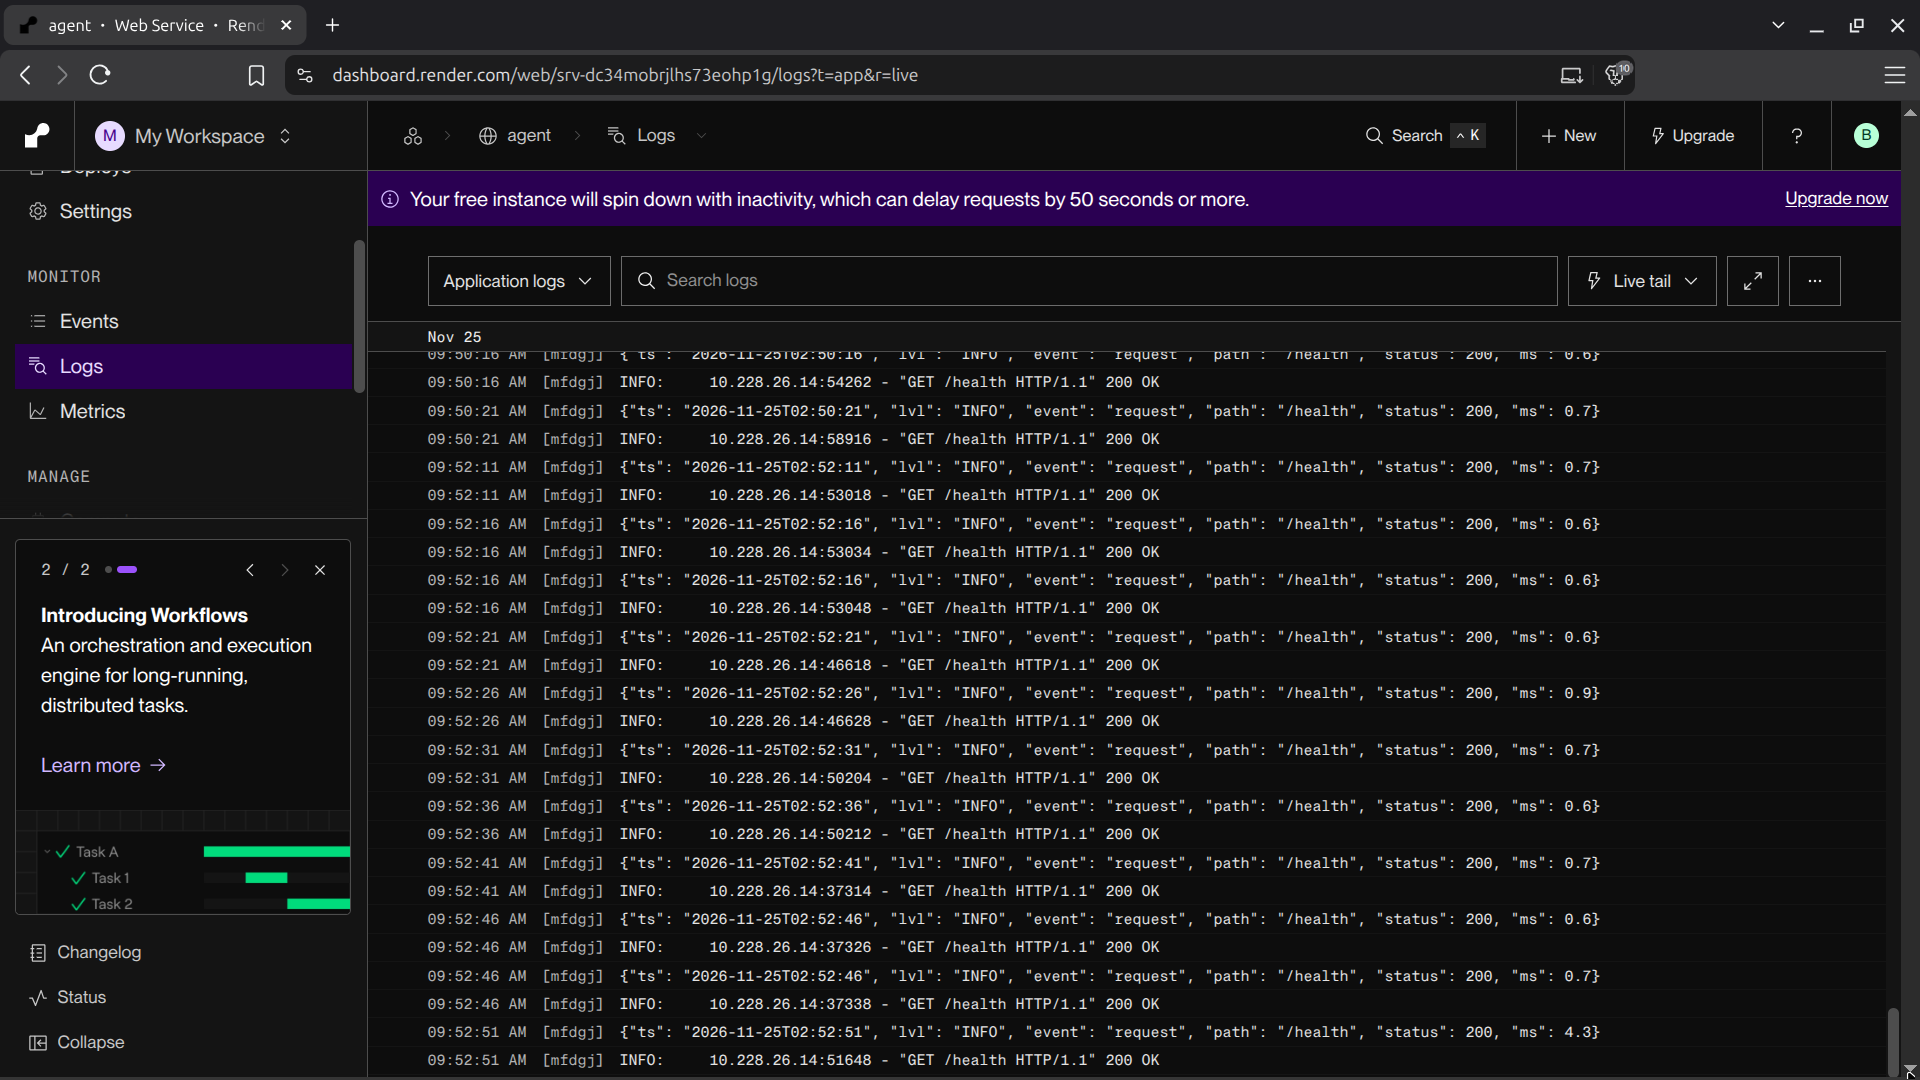 agent · Web Service · Rend
dashboard.render.com/web/srv-dc34mobrjlhs73eohp1g/logs?t=app&r=live
10
M My Workspace
agent
Logs
Search ^ K
+ New
Upgrade
?
B
Deploys
Settings
MONITOR
Events
Logs
Metrics
MANAGE
2 / 2
Introducing Workflows
An orchestration and execution
engine for long-running,
distributed tasks.
Learn more →
Task A
Task 1
Task 2
Changelog
Status
Collapse
Your free instance will spin down with inactivity, which can delay requests by 50 seconds or more.
Upgrade now
Application logs
Search logs
Live tail
...
Nov 25
09:50:16 AM [mfdgj] {"ts": "2026-11-25T02:50:16", "lvl": "INFO", "event": "request", "path": "/health", "status": 200, "ms": 0.6}
09:50:16 AM [mfdgj] INFO: 10.228.26.14:54262 - "GET /health HTTP/1.1" 200 OK
09:50:21 AM [mfdgj] {"ts": "2026-11-25T02:50:21", "lvl": "INFO", "event": "request", "path": "/health", "status": 200, "ms": 0.7}
09:50:21 AM [mfdgj] INFO: 10.228.26.14:58916 - "GET /health HTTP/1.1" 200 OK
09:52:11 AM [mfdgj] {"ts": "2026-11-25T02:52:11", "lvl": "INFO", "event": "request", "path": "/health", "status": 200, "ms": 0.7}
09:52:11 AM [mfdgj] INFO: 10.228.26.14:53018 - "GET /health HTTP/1.1" 200 OK
09:52:16 AM [mfdgj] {"ts": "2026-11-25T02:52:16", "lvl": "INFO", "event": "request", "path": "/health", "status": 200, "ms": 0.6}
09:52:16 AM [mfdgj] INFO: 10.228.26.14:53034 - "GET /health HTTP/1.1" 200 OK
09:52:16 AM [mfdgj] {"ts": "2026-11-25T02:52:16", "lvl": "INFO", "event": "request", "path": "/health", "status": 200, "ms": 0.6}
09:52:16 AM [mfdgj] INFO: 10.228.26.14:53048 - "GET /health HTTP/1.1" 200 OK
09:52:21 AM [mfdgj] {"ts": "2026-11-25T02:52:21", "lvl": "INFO", "event": "request", "path": "/health", "status": 200, "ms": 0.6}
09:52:21 AM [mfdgj] INFO: 10.228.26.14:46618 - "GET /health HTTP/1.1" 200 OK
09:52:26 AM [mfdgj] {"ts": "2026-11-25T02:52:26", "lvl": "INFO", "event": "request", "path": "/health", "status": 200, "ms": 0.9}
09:52:26 AM [mfdgj] INFO: 10.228.26.14:46628 - "GET /health HTTP/1.1" 200 OK
09:52:31 AM [mfdgj] {"ts": "2026-11-25T02:52:31", "lvl": "INFO", "event": "request", "path": "/health", "status": 200, "ms": 0.7}
09:52:31 AM [mfdgj] INFO: 10.228.26.14:50204 - "GET /health HTTP/1.1" 200 OK
09:52:36 AM [mfdgj] {"ts": "2026-11-25T02:52:36", "lvl": "INFO", "event": "request", "path": "/health", "status": 200, "ms": 0.6}
09:52:36 AM [mfdgj] INFO: 10.228.26.14:50212 - "GET /health HTTP/1.1" 200 OK
09:52:41 AM [mfdgj] {"ts": "2026-11-25T02:52:41", "lvl": "INFO", "event": "request", "path": "/health", "status": 200, "ms": 0.7}
09:52:41 AM [mfdgj] INFO: 10.228.26.14:37314 - "GET /health HTTP/1.1" 200 OK
09:52:46 AM [mfdgj] {"ts": "2026-11-25T02:52:46", "lvl": "INFO", "event": "request", "path": "/health", "status": 200, "ms": 0.6}
09:52:46 AM [mfdgj] INFO: 10.228.26.14:37326 - "GET /health HTTP/1.1" 200 OK
09:52:46 AM [mfdgj] {"ts": "2026-11-25T02:52:46", "lvl": "INFO", "event": "request", "path": "/health", "status": 200, "ms": 0.7}
09:52:46 AM [mfdgj] INFO: 10.228.26.14:37338 - "GET /health HTTP/1.1" 200 OK
09:52:51 AM [mfdgj] {"ts": "2026-11-25T02:52:51", "lvl": "INFO", "event": "request", "path": "/health", "status": 200, "ms": 4.3}
09:52:51 AM [mfdgj] INFO: 10.228.26.14:51648 - "GET /health HTTP/1.1" 200 OK